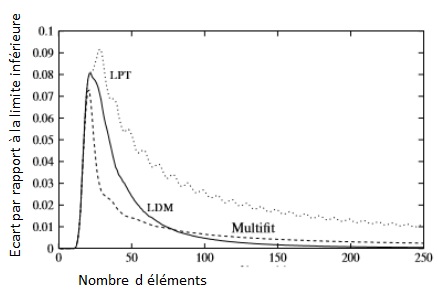 Ecart par rapport à la limite inférieure
0.1
0.09
0.08
0.07
0.06
0.05
0.04
0.03
0.02
0.01
0
LPT
LDM
Multifit
0 50 100 150 200 250
Nombre d éléments